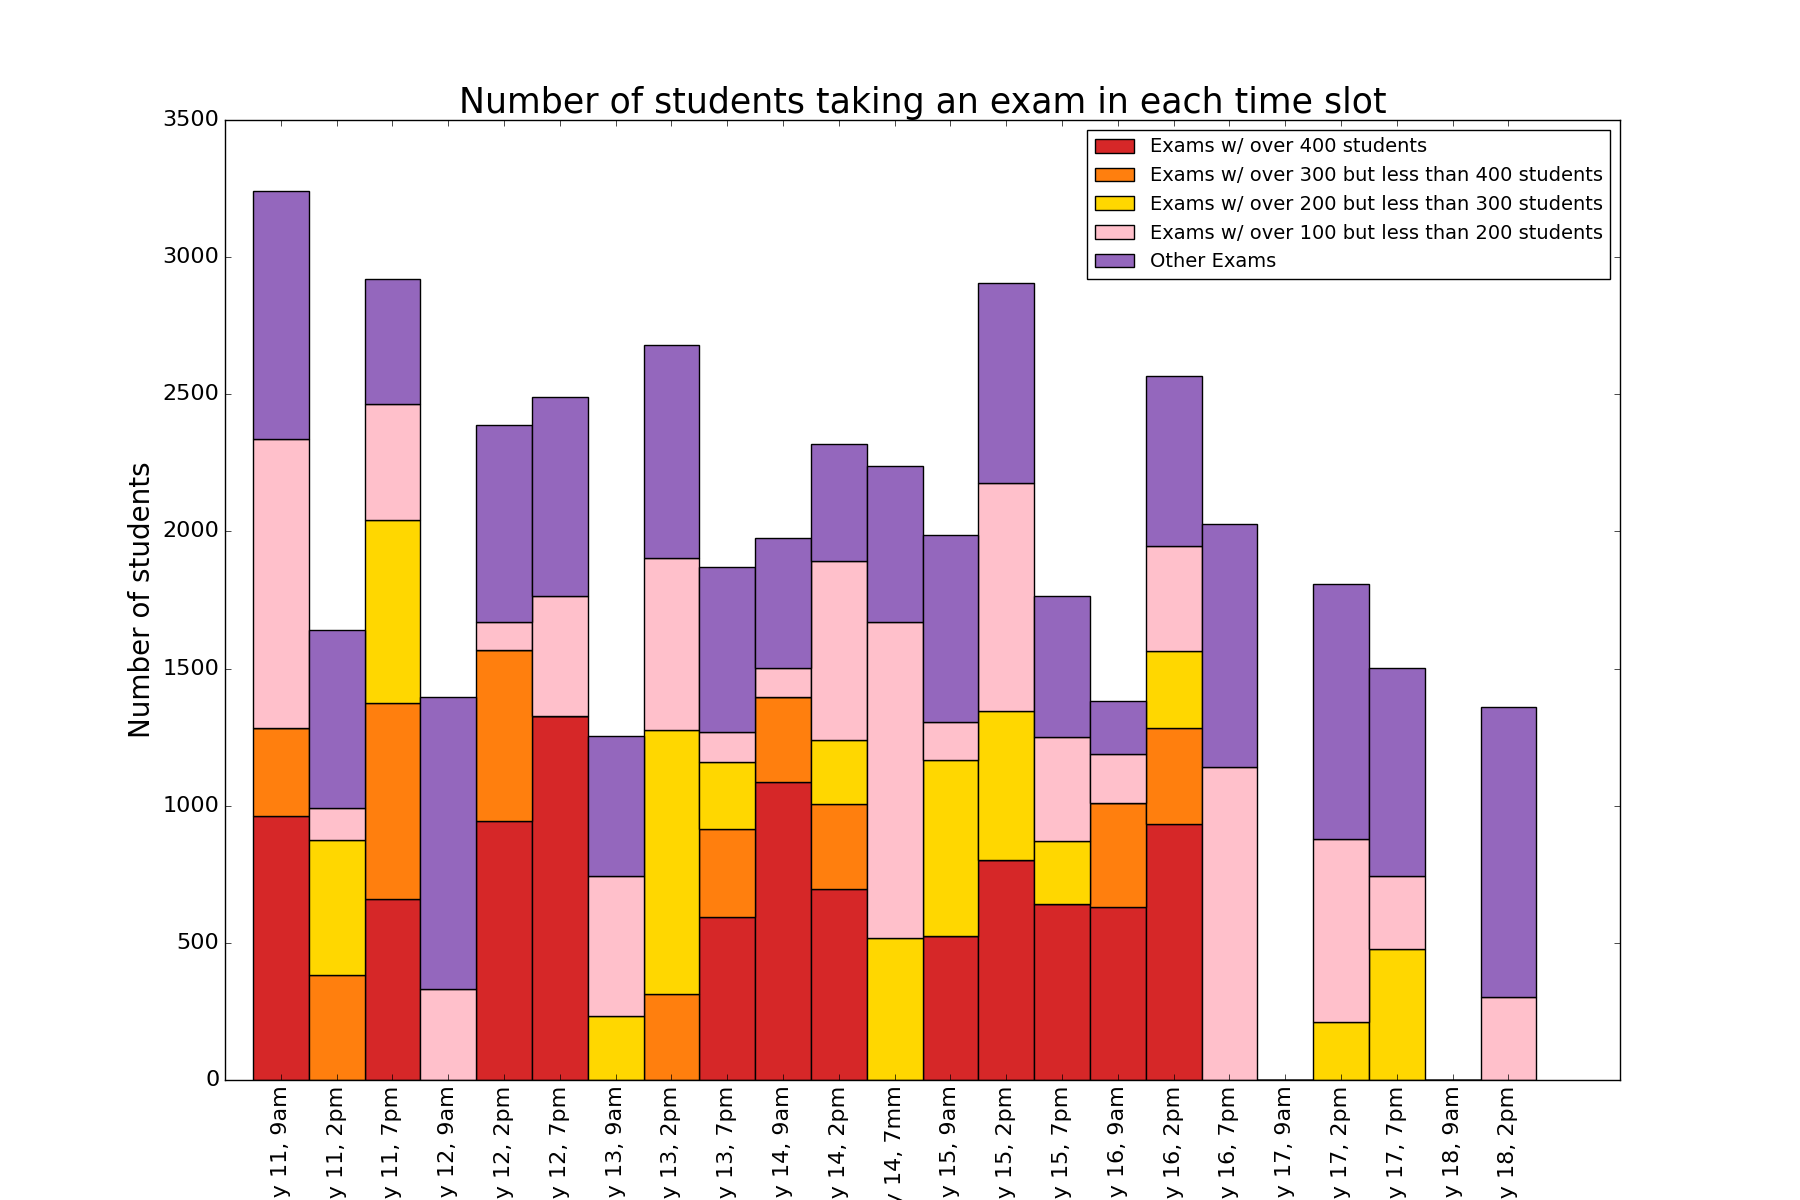 Number of students taking an exam in each time slot
Exams w/ over 400 students
Exams w/ over 300 but less than 400 students
Exams w/ over 200 but less than 300 students
Exams w/ over 100 but less than 200 students
Other Exams
Number of students
3500
3000
2500
2000
1500
1000
500
0
y 11, 9am
y 11, 2pm
y 11, 7pm
y 12, 9am
y 12, 2pm
y 12, 7pm
y 13, 9am
y 13, 2pm
y 13, 7pm
y 14, 9am
y 14, 2pm
y 14, 7mm
y 15, 9am
y 15, 2pm
y 15, 7pm
y 16, 9am
y 16, 2pm
y 16, 7pm
y 17, 9am
y 17, 2pm
y 17, 7pm
y 18, 9am
y 18, 2pm